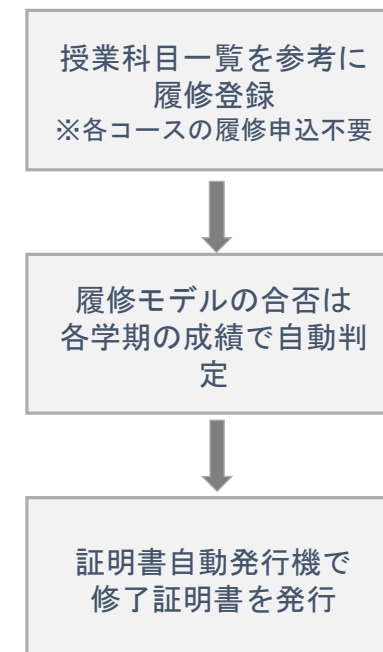 授業科目一覧を参考に
履修登録
※各コースの履修申込不要
履修モデルの合否は
各学期の成績で自動判
定
証明書自動発行機で
修了証明書を発行